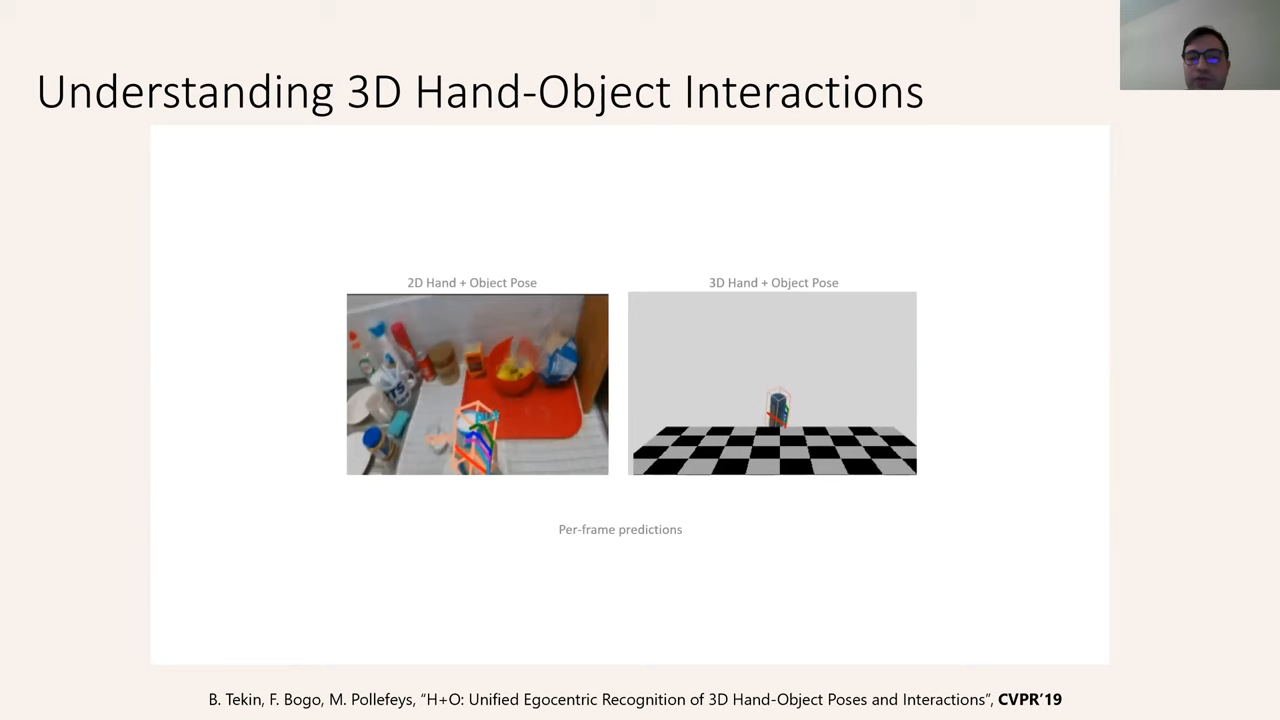 Understanding 3D Hand-Object Interactions
2D Hand + Object Pose
3D Hand + Object Pose
Per-frame predictions
B. Tekin, F. Bogo, M. Pollefeys, “H+O: Unified Egocentric Recognition of 3D Hand-Object Poses and Interactions”, CVPR’19